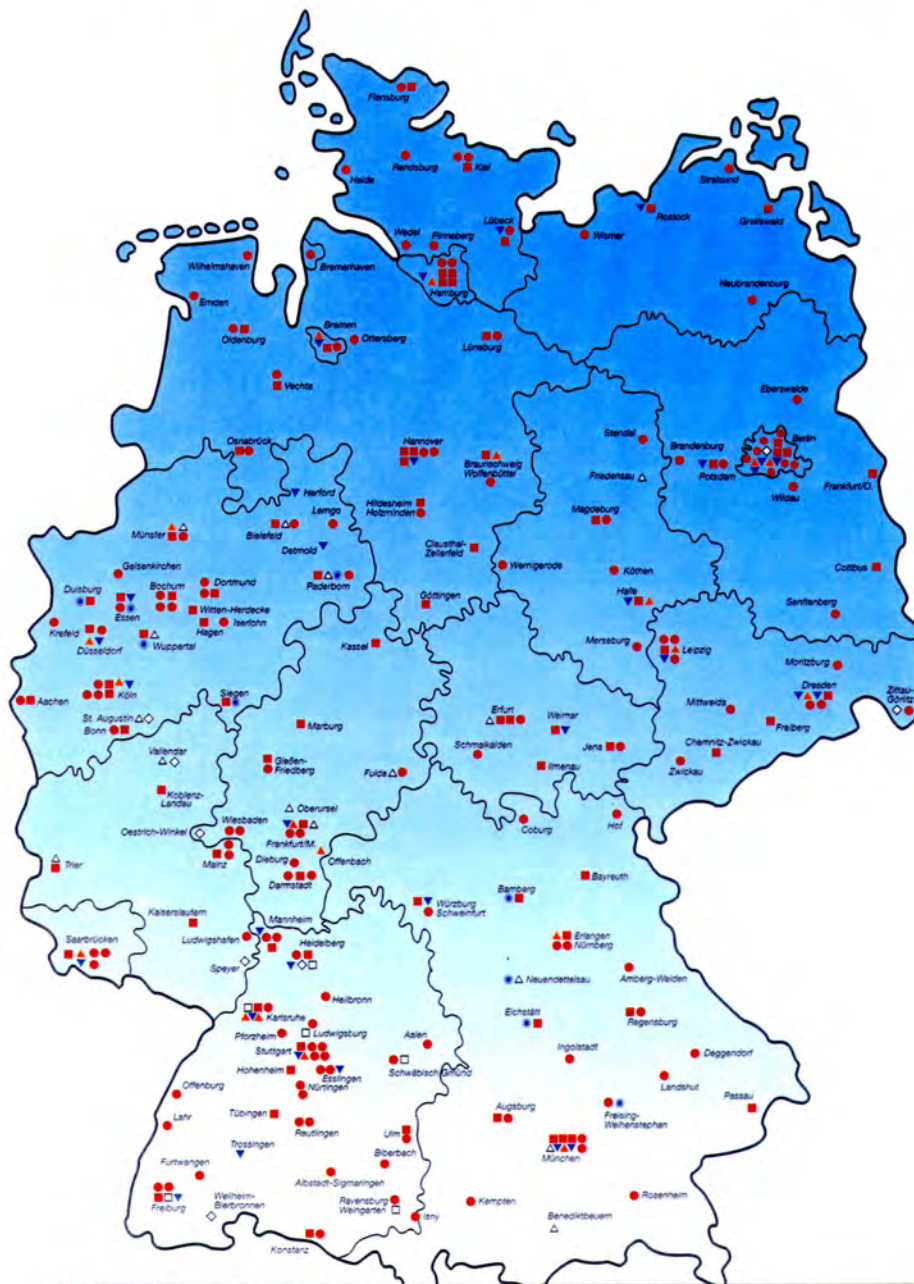 Flensburg
Heide
Rendsburg
Kiel
Stralsund
Greifswald
Rostock
Wismar
Lübeck
Wedel
Pinneberg
Hamburg
Wilhelmshaven
Bremerhaven
Emden
Neubrandenburg
Oldenburg
Bremen
Ottersberg
Lüneburg
Vechta
Eberswalde
Osnabrück
Hannover
Braunschweig
Wolfenbüttel
Stendal
Brandenburg
Berlin
Potsdam
Friedensau
Wildau
Frankfurt/O.
Herford
Lemgo
Hildesheim
Holzminden
Magdeburg
Münster
Bielefeld
Detmold
Clausthal-
Zellerfeld
Wernigerode
Köthen
Cottbus
Gelsenkirchen
Paderborn
Duisburg
Bochum
Dortmund
Essen
Witten-Herdecke
Göttingen
Halle
Senftenberg
Krefeld
Hagen
Iserlohn
Düsseldorf
Wuppertal
Kassel
Merseburg
Leipzig
Moritzburg
Dresden
Zittau-
Görlitz
Aachen
Köln
Siegen
St. Augustin
Bonn
Marburg
Erfurt
Weimar
Mittweida
Freiberg
Chemnitz-Zwickau
Vallendar
Gießen-
Friedberg
Schmalkalden
Jena
Ilmenau
Zwickau
Fulda
Koblenz-
Landau
Oberursel
Wiesbaden
Oestrich-Winkel
Frankfurt/M.
Offenbach
Coburg
Hof
Mainz
Dieburg
Darmstadt
Trier
Bayreuth
Bamberg
Würzburg
Schweinfurt
Kaiserslautern
Mannheim
Ludwigshafen
Heidelberg
Erlangen
Nürnberg
Saarbrücken
Speyer
Neuendettelsau
Amberg-Weiden
Heilbronn
Karlsruhe
Eichstätt
Regensburg
Pforzheim
Ludwigsburg
Aalen
Stuttgart
Schwäbisch Gmünd
Ingolstadt
Deggendorf
Hohenheim
Esslingen
Nürtingen
Landshut
Passau
Offenburg
Lahr
Tübingen
Reutlingen
Ulm
Augsburg
Freising-
Weihenstephan
Trossingen
Biberbach
München
Furtwangen
Albstadt-Sigmaringen
Freiburg
Weilheim-
Bierbronnen
Ravensburg
Weingarten
Isny
Kempten
Rosenheim
Benediktbeuern
Konstanz